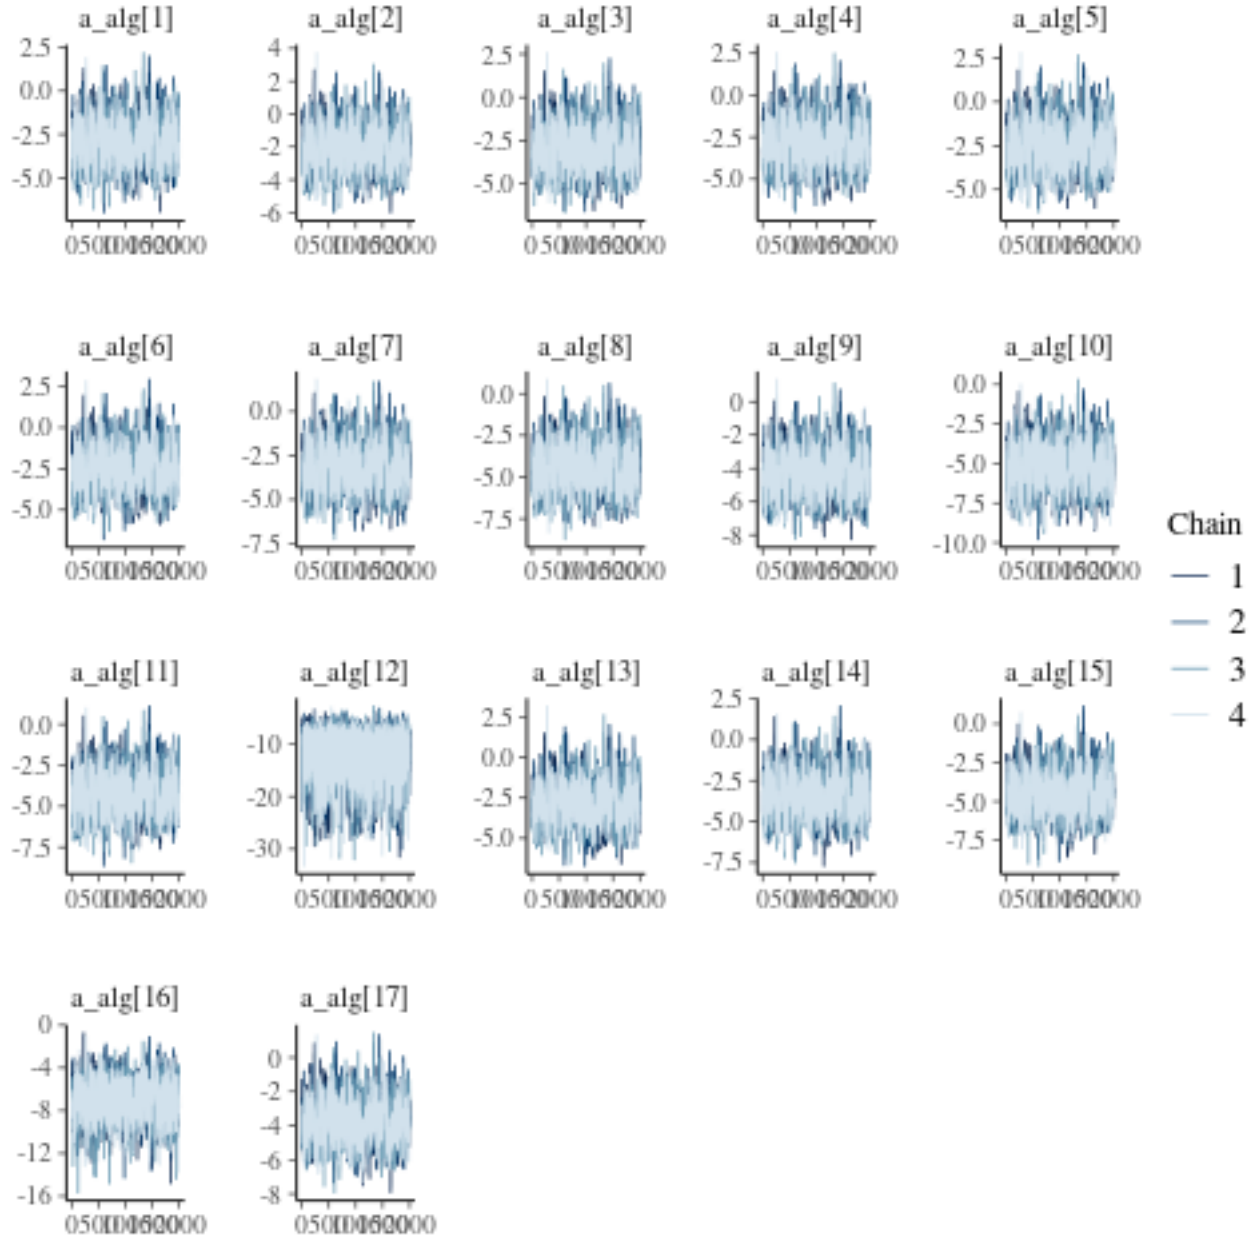 a_alg[1] a_alg[2] a_alg[3] a_alg[4] a_alg[5]
2.5 0.0 -2.5 -5.0
4 2 0 -2 -4 -6
2.5 0.0 -2.5 -5.0
2.5 0.0 -2.5 -5.0
2.5 0.0 -2.5 -5.0
a_alg[6] a_alg[7] a_alg[8] a_alg[9] a_alg[10]
2.5 0.0 -2.5 -5.0
0.0 -2.5 -5.0 -7.5
0.0 -2.5 -5.0 -7.5
0 -2 -4 -6 -8
0.0 -2.5 -5.0 -7.5 -10.0
Chain
1
2
3
4
a_alg[11] a_alg[12] a_alg[13] a_alg[14] a_alg[15]
0.0 -2.5 -5.0 -7.5
-10 -20 -30
2.5 0.0 -2.5 -5.0
2.5 0.0 -2.5 -5.0 -7.5
0.0 -2.5 -5.0 -7.5
a_alg[16] a_alg[17]
0 -4 -8 -12 -16
0 -2 -4 -6 -8